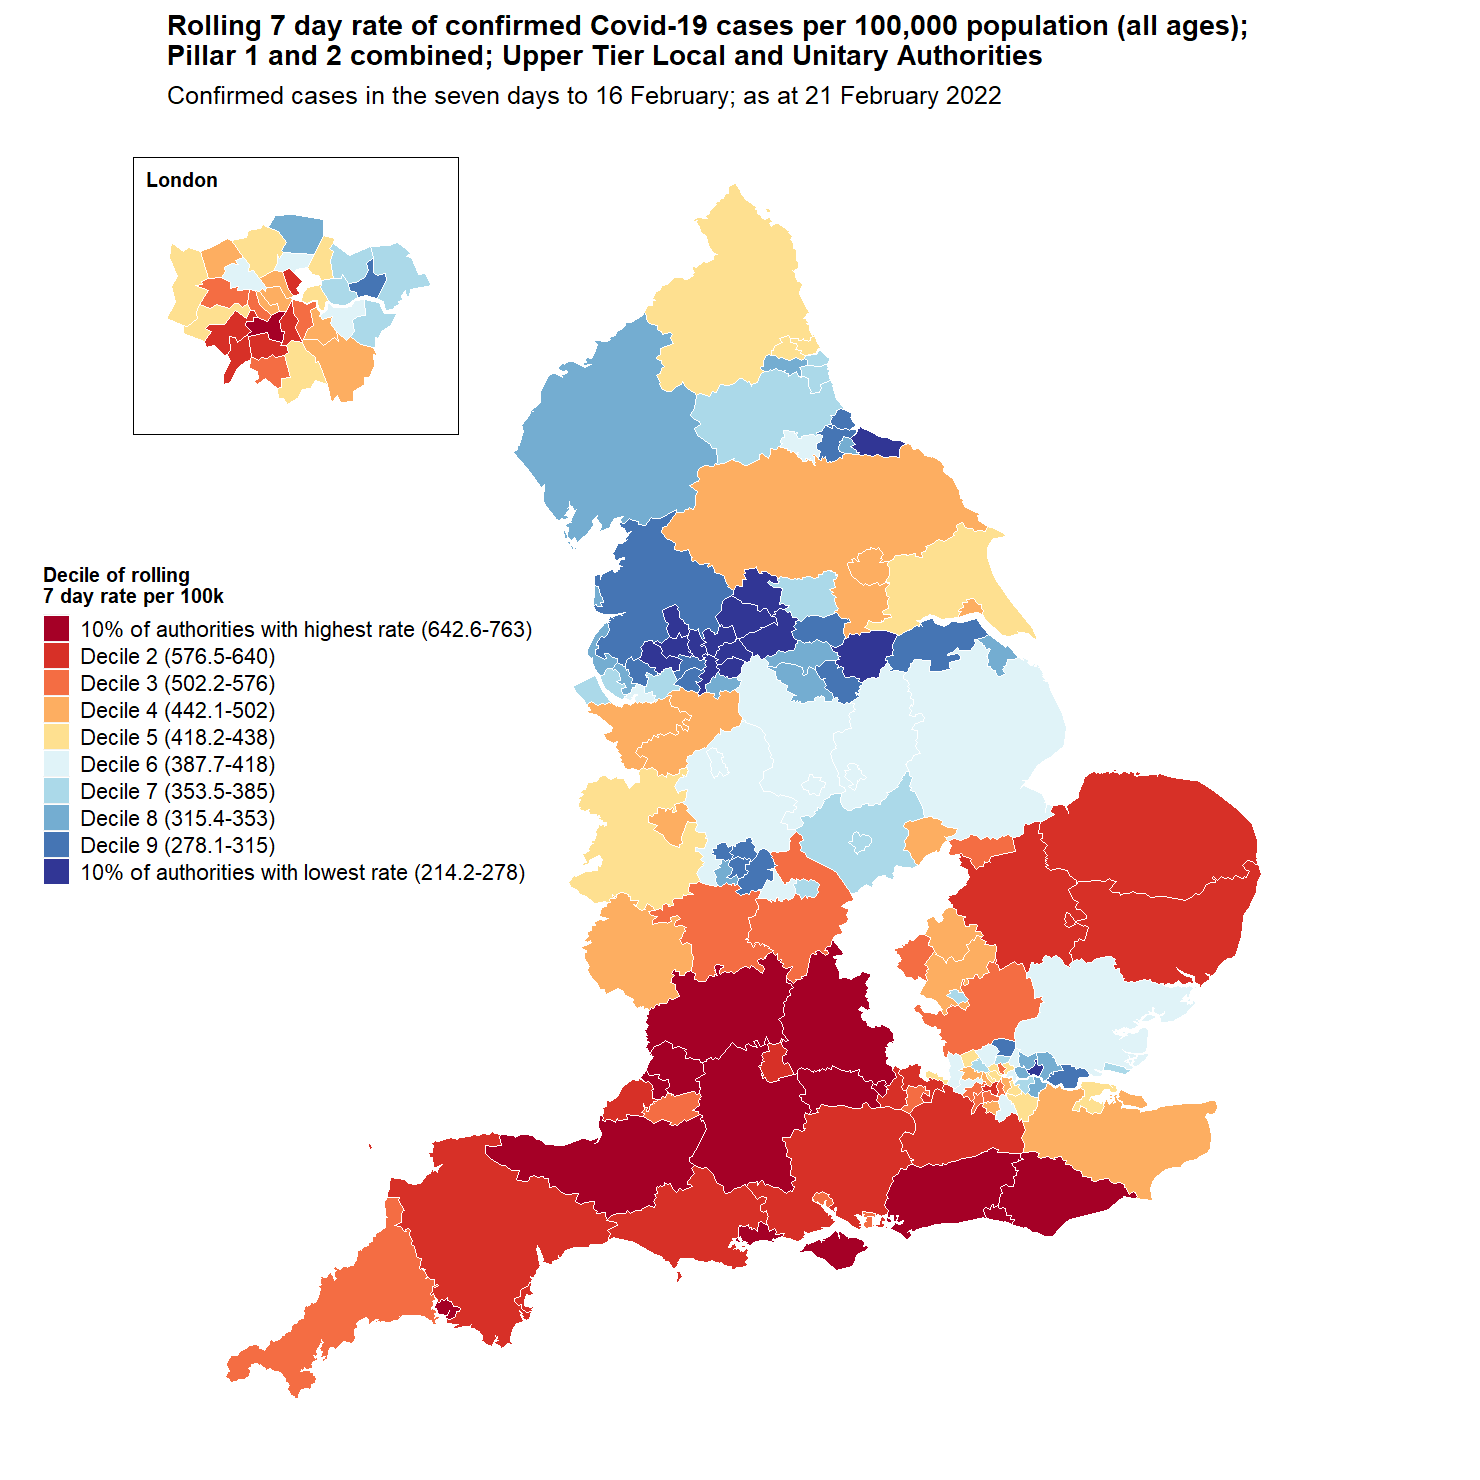 Rolling 7 day rate of confirmed Covid-19 cases per 100,000 population (all ages);
Pillar 1 and 2 combined; Upper Tier Local and Unitary Authorities
Confirmed cases in the seven days to 16 February; as at 21 February 2022
London
Decile of rolling
7 day rate per 100k
10% of authorities with highest rate (642.6-763)
Decile 2 (576.5-640)
Decile 3 (502.2-576)
Decile 4 (442.1-502)
Decile 5 (418.2-438)
Decile 6 (387.7-418)
Decile 7 (353.5-385)
Decile 8 (315.4-353)
Decile 9 (278.1-315)
10% of authorities with lowest rate (214.2-278)